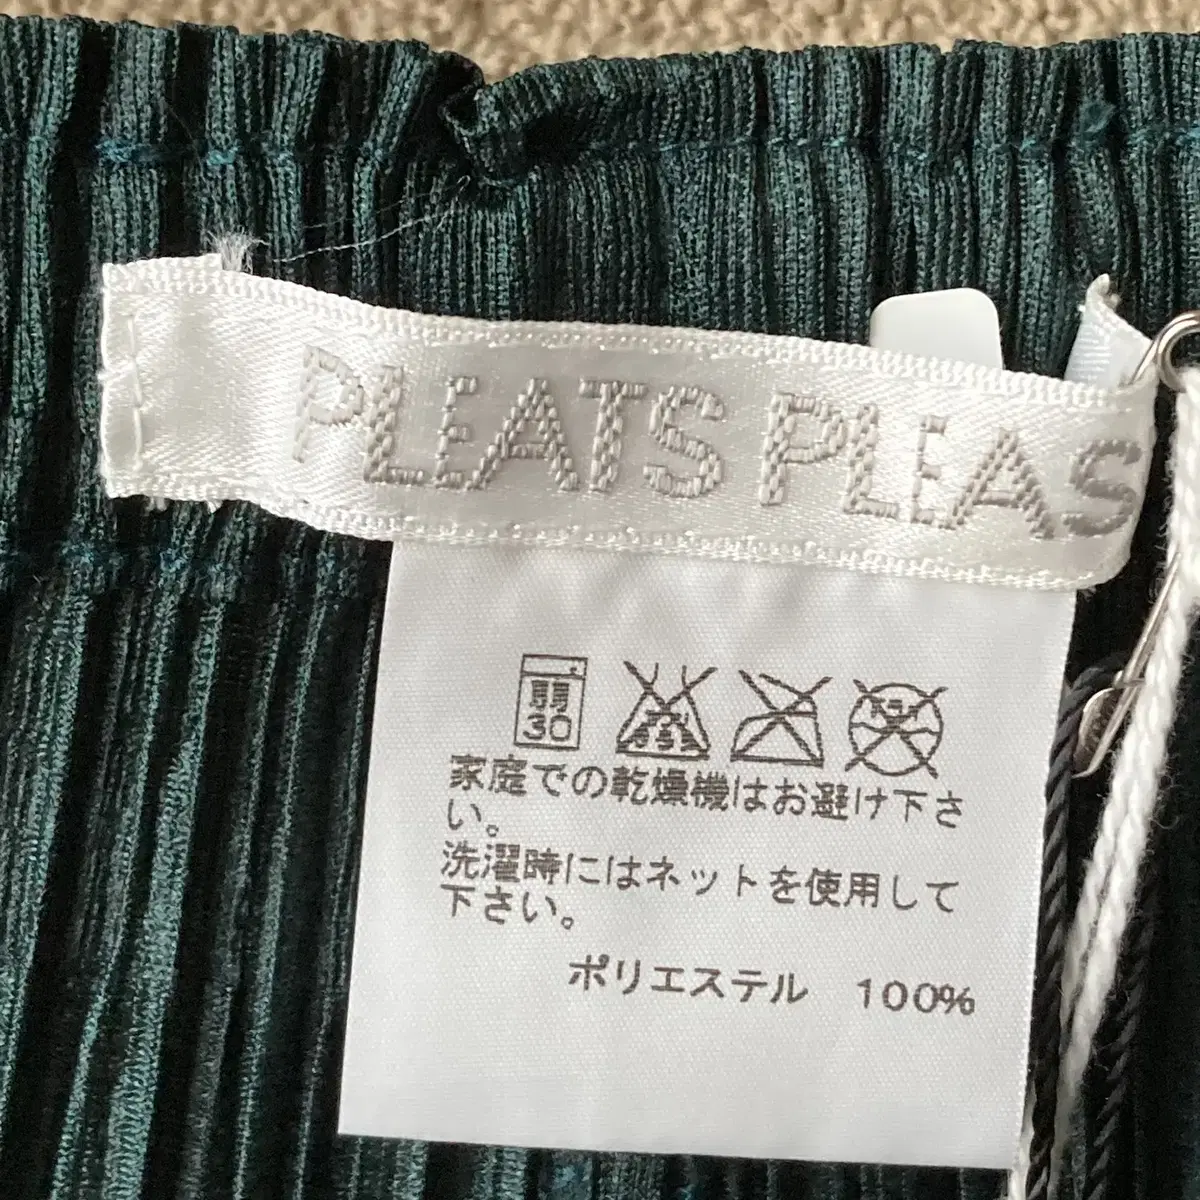 PLEATS PLEAS
弱
30
家庭での乾燥機はお避け下さ
い。
洗濯時にはネットを使用して
下さい。
ポリエステル 100%